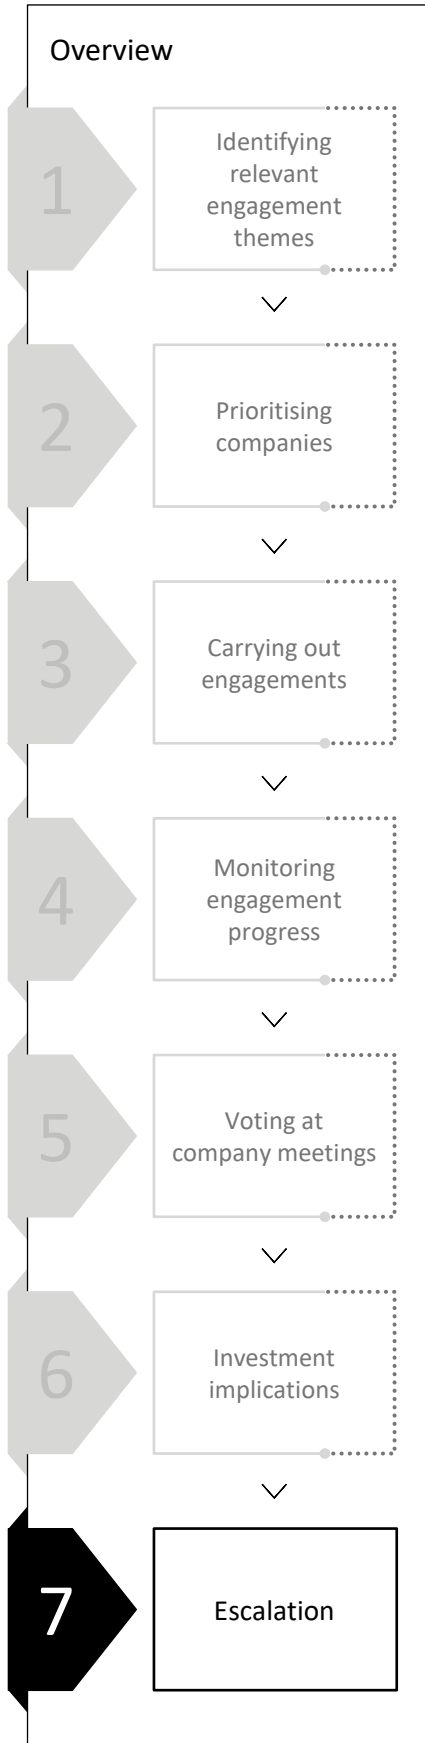 Overview
1
Identifying
relevant
engagement
themes
2
Prioritising
companies
3
Carrying out
engagements
4
Monitoring
engagement
progress
5
Voting at
company meetings
6
Investment
implications
7
Escalation